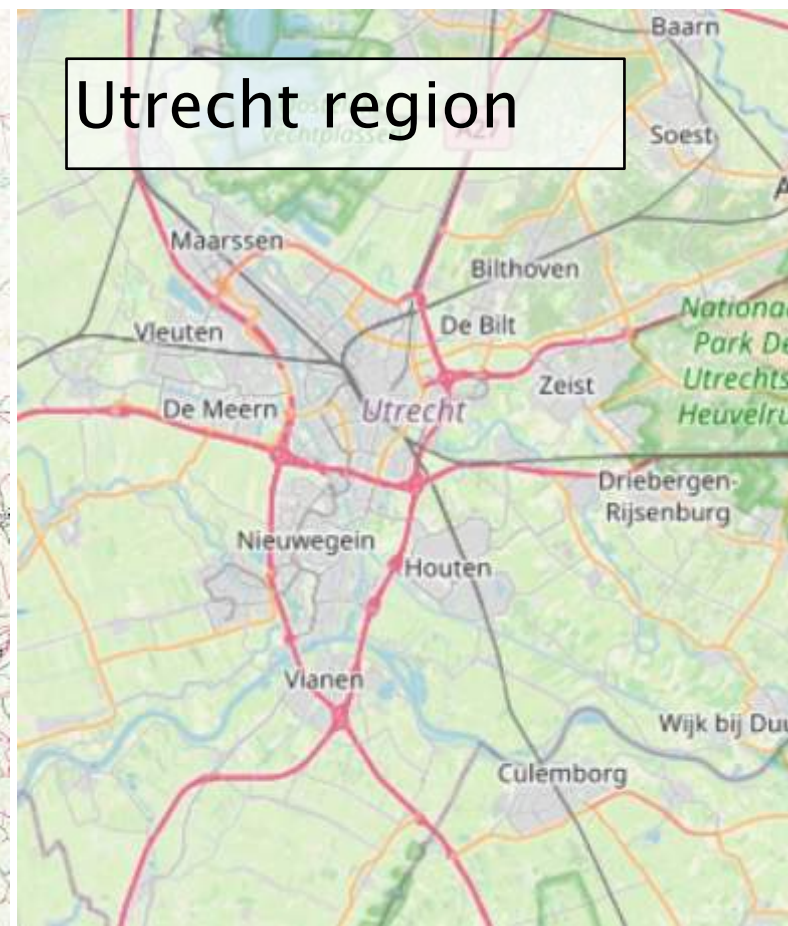 Baarn
Utrecht region
A27
Soest
Maarssen
Bilthoven
Vleuten
De Bilt
Nationa
Park De
Zeist
Utrechts
De Meern
Utrecht
Heuvelru
Driebergen-
Rijsenburg
Nieuwegein
Houten
Vianen
Wijk bij Duu
Culemborg